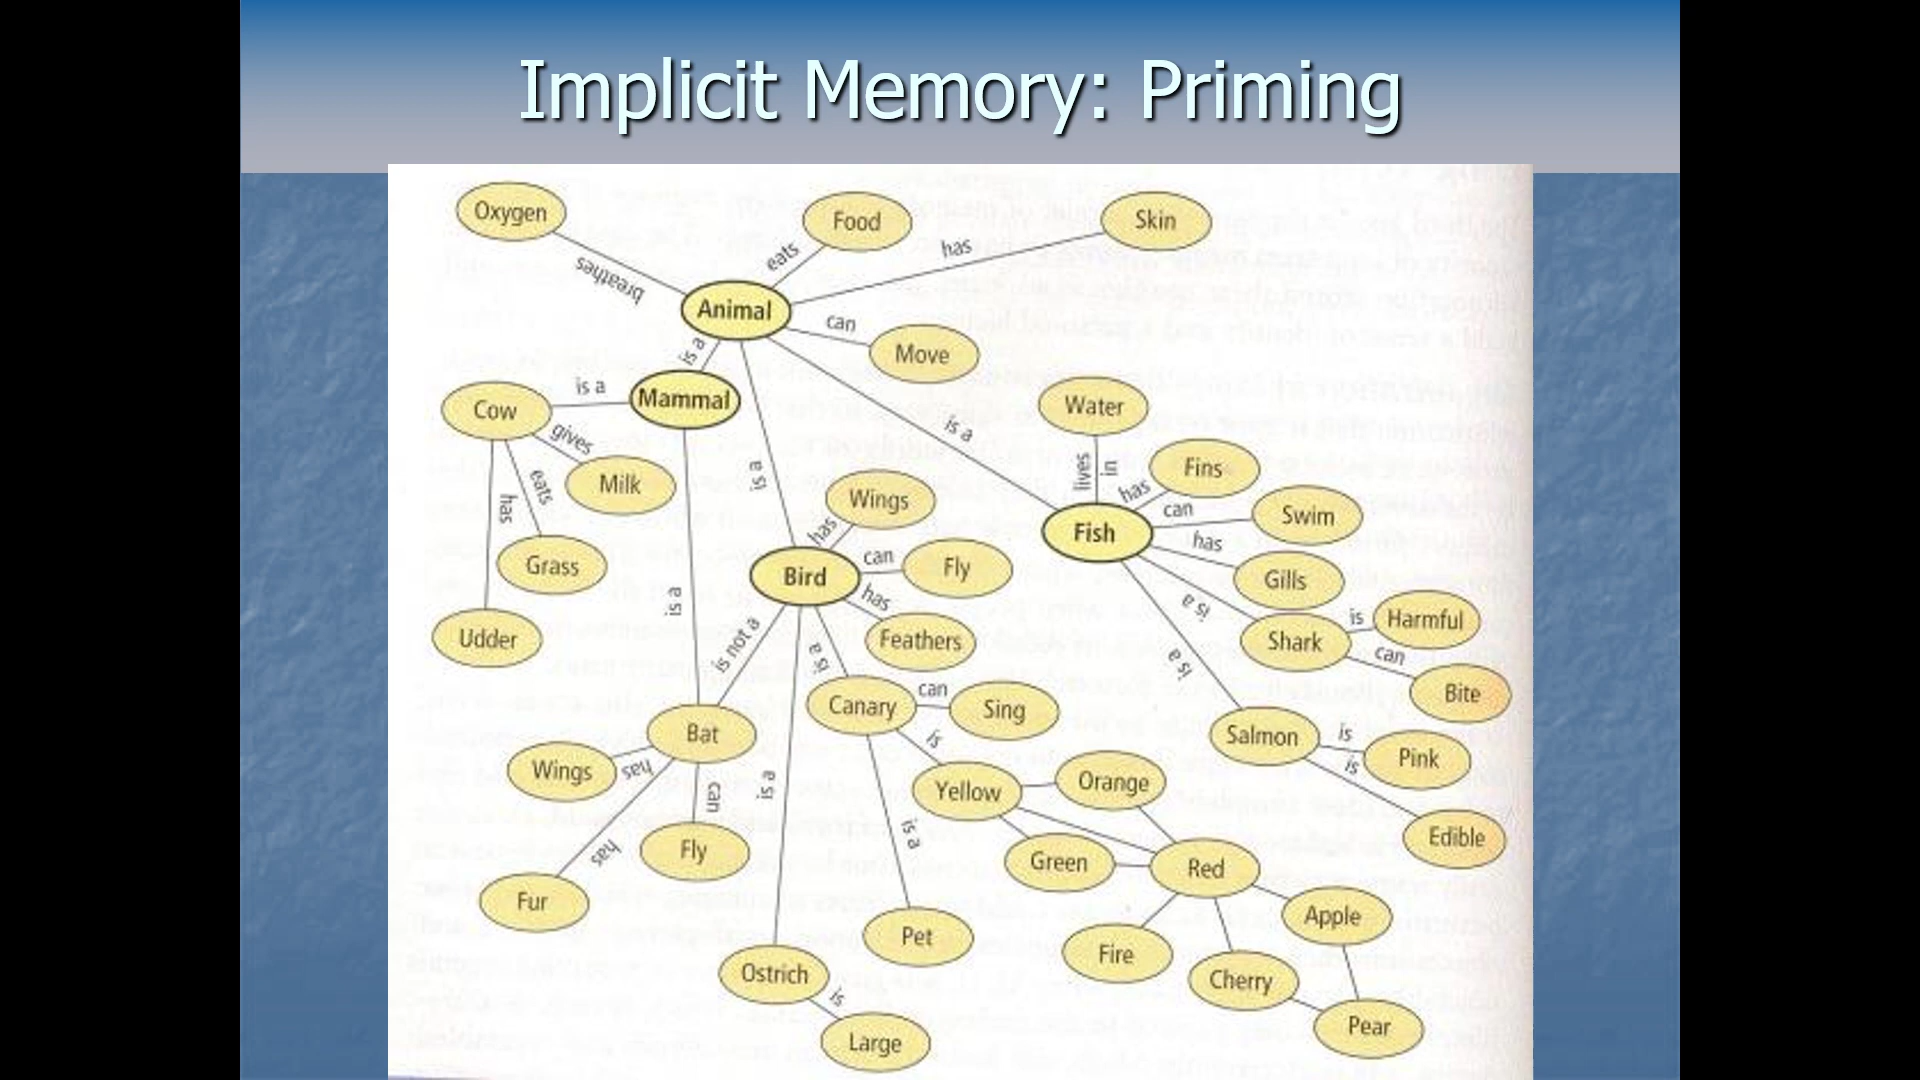 Implicit Memory: Priming
Oxygen
Food
Skin
breathes
eats
has
Animal
can
Move
is a
Mammal
is a
Cow
gives
Milk
eats
has
Grass
Udder
is a
is a
is a
Water
lives in
Fins
has
Fish
can
Swim
has
Gills
is a
Shark
is
Harmful
can
Bite
is a
Salmon
is
Pink
is
Edible
Wings
has
Bird
can
Fly
has
Feathers
is not a
is a
Bat
Wings
has
can
has
Fly
Fur
Canary
can
Sing
is
Yellow
Orange
Green
Red
Fire
Cherry
Apple
Pear
is a
Pet
is a
Ostrich
is
Large